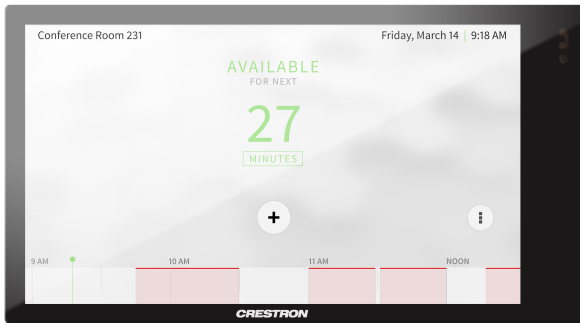 Conference Room 231
Friday, March 14 | 9:18 AM
AVAILABLE
FOR NEXT
27
MINUTES
9 AM
10 AM
11 AM
NOON
CRESTRON